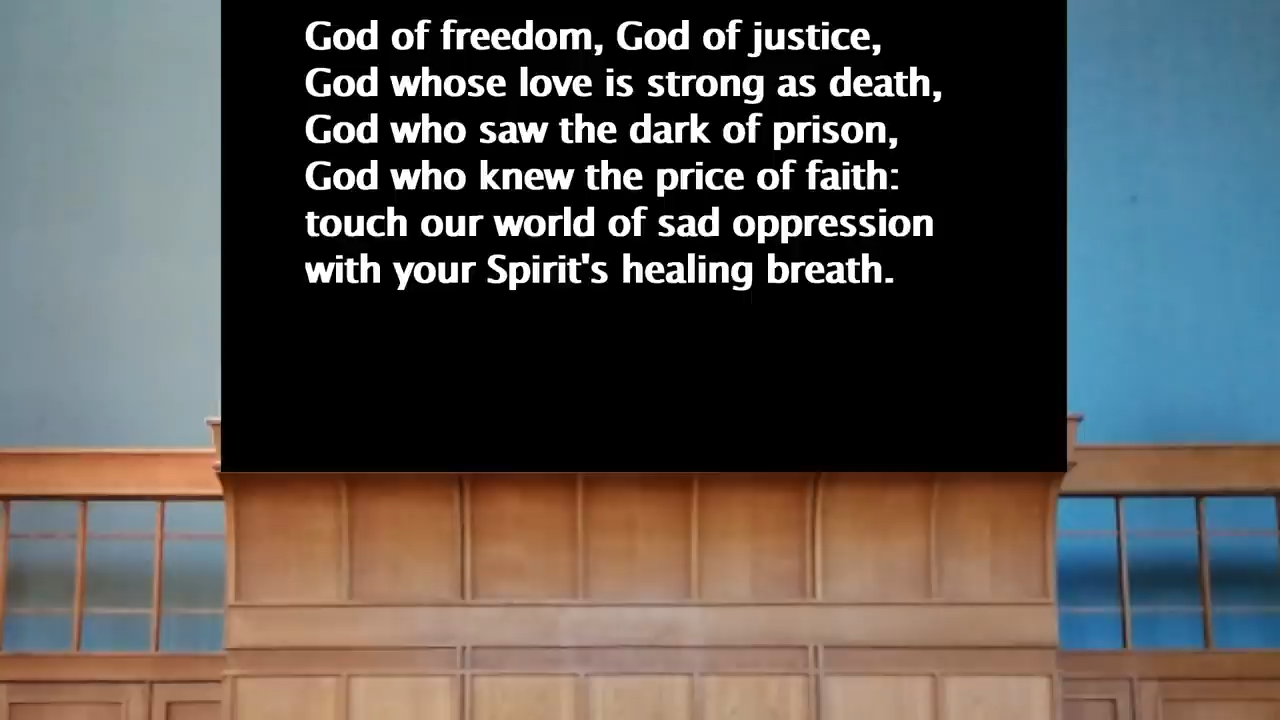 God of freedom, God of justice,
God whose love is strong as death,
God who saw the dark of prison,
God who knew the price of faith:
touch our world of sad oppression
with your Spirit's healing breath.